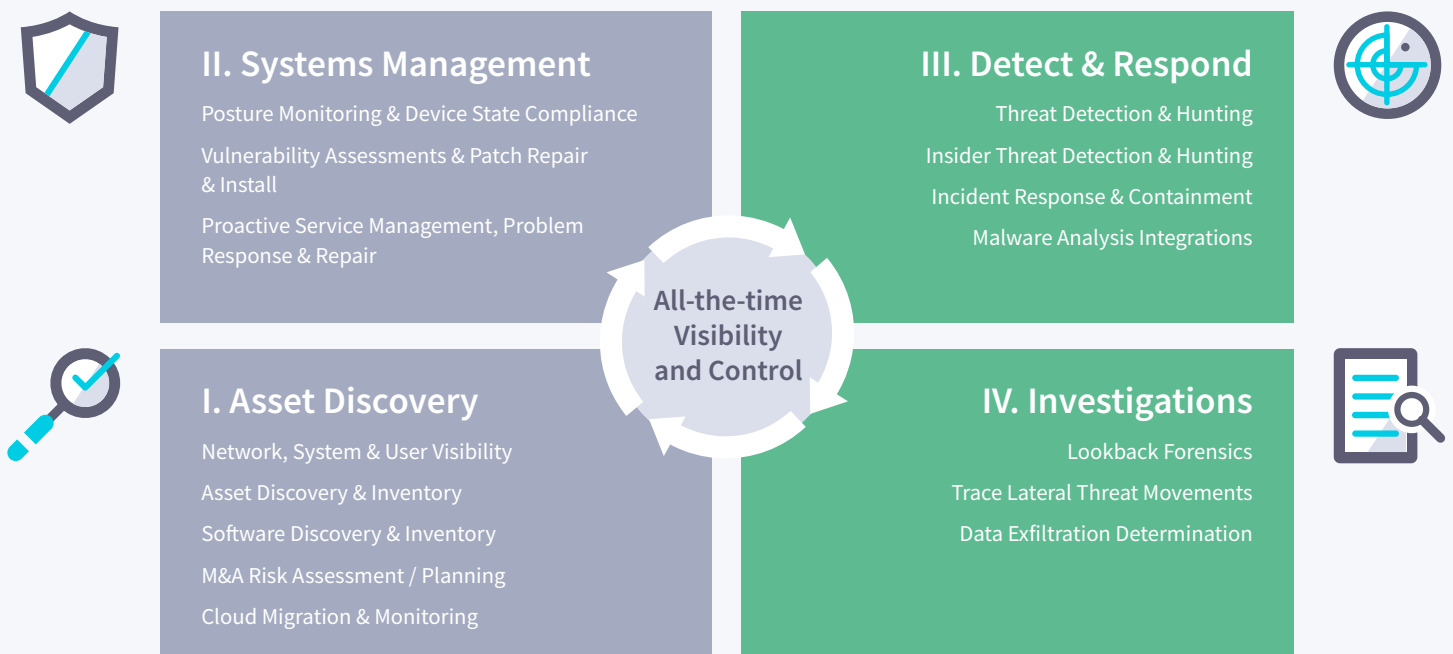 II. Systems Management
Posture Monitoring & Device State Compliance
Vulnerability Assessments & Patch Repair
& Install
Proactive Service Management, Problem
Response & Repair
III. Detect & Respond
Threat Detection & Hunting
Insider Threat Detection & Hunting
Incident Response & Containment
Malware Analysis Integrations
All-the-time
Visibility
and Control
I. Asset Discovery
Network, System & User Visibility
Asset Discovery & Inventory
Software Discovery & Inventory
M&A Risk Assessment / Planning
Cloud Migration & Monitoring
IV. Investigations
Lookback Forensics
Trace Lateral Threat Movements
Data Exfiltration Determination